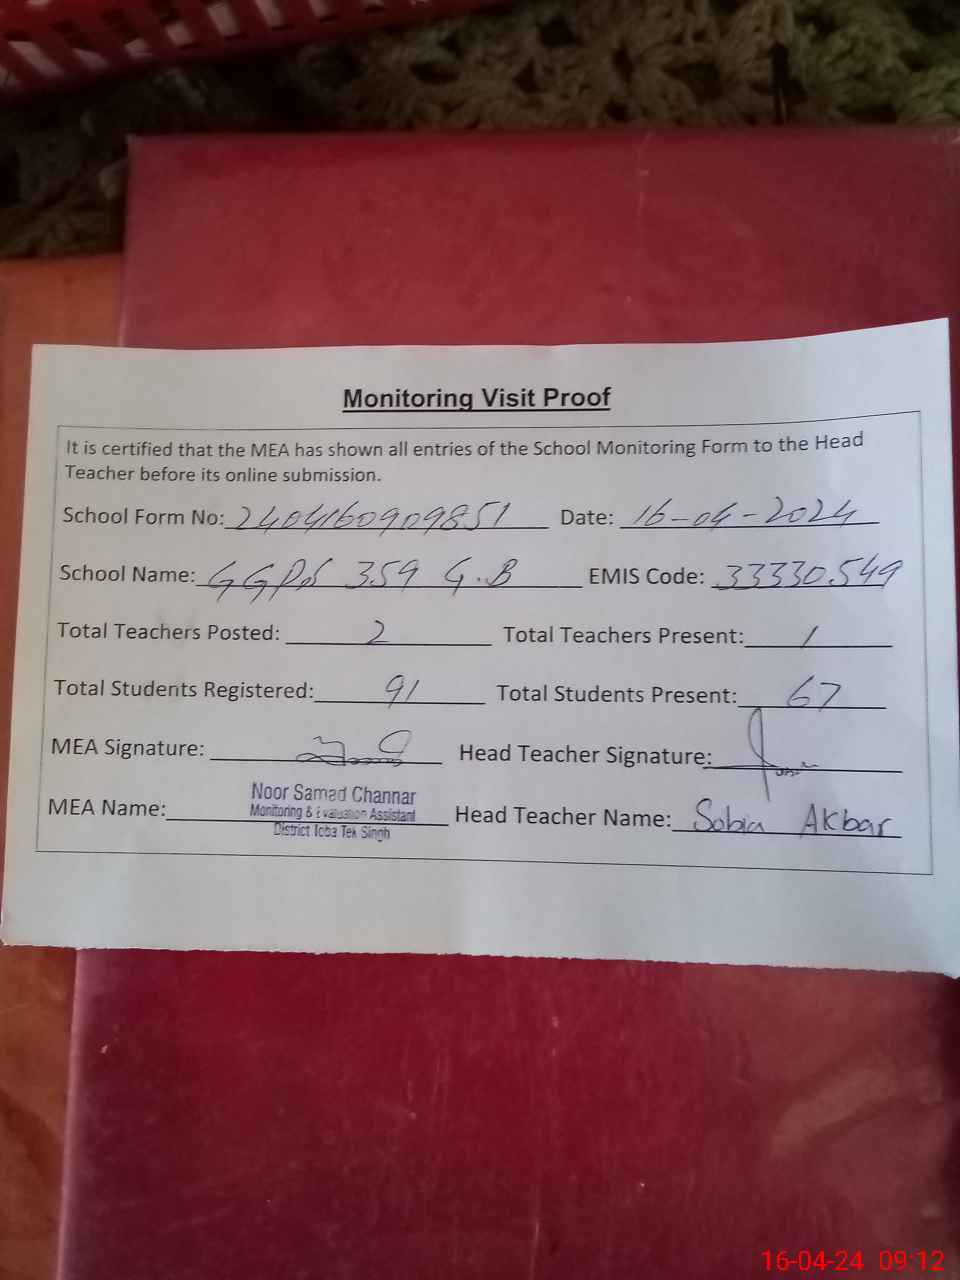 Monitoring Visit Proof
It is certified that the MEA has shown all entries of the School Monitoring Form to the Head
Teacher before its online submission.
School Form No: 2404160909851 Date: 16-04-2024
School Name: GGPS 359 G.B EMIS Code: 33330549
Total Teachers Posted: 2 Total Teachers Present: 1
Total Students Registered: 91 Total Students Present: 67
MEA Signature: Head Teacher Signature:
MEA Name: Noor Samad Channar Head Teacher Name: Sobia Akbar
Monitoring & Evaluation Assistant
District Toba Tek Singh
16-04-24 09:12